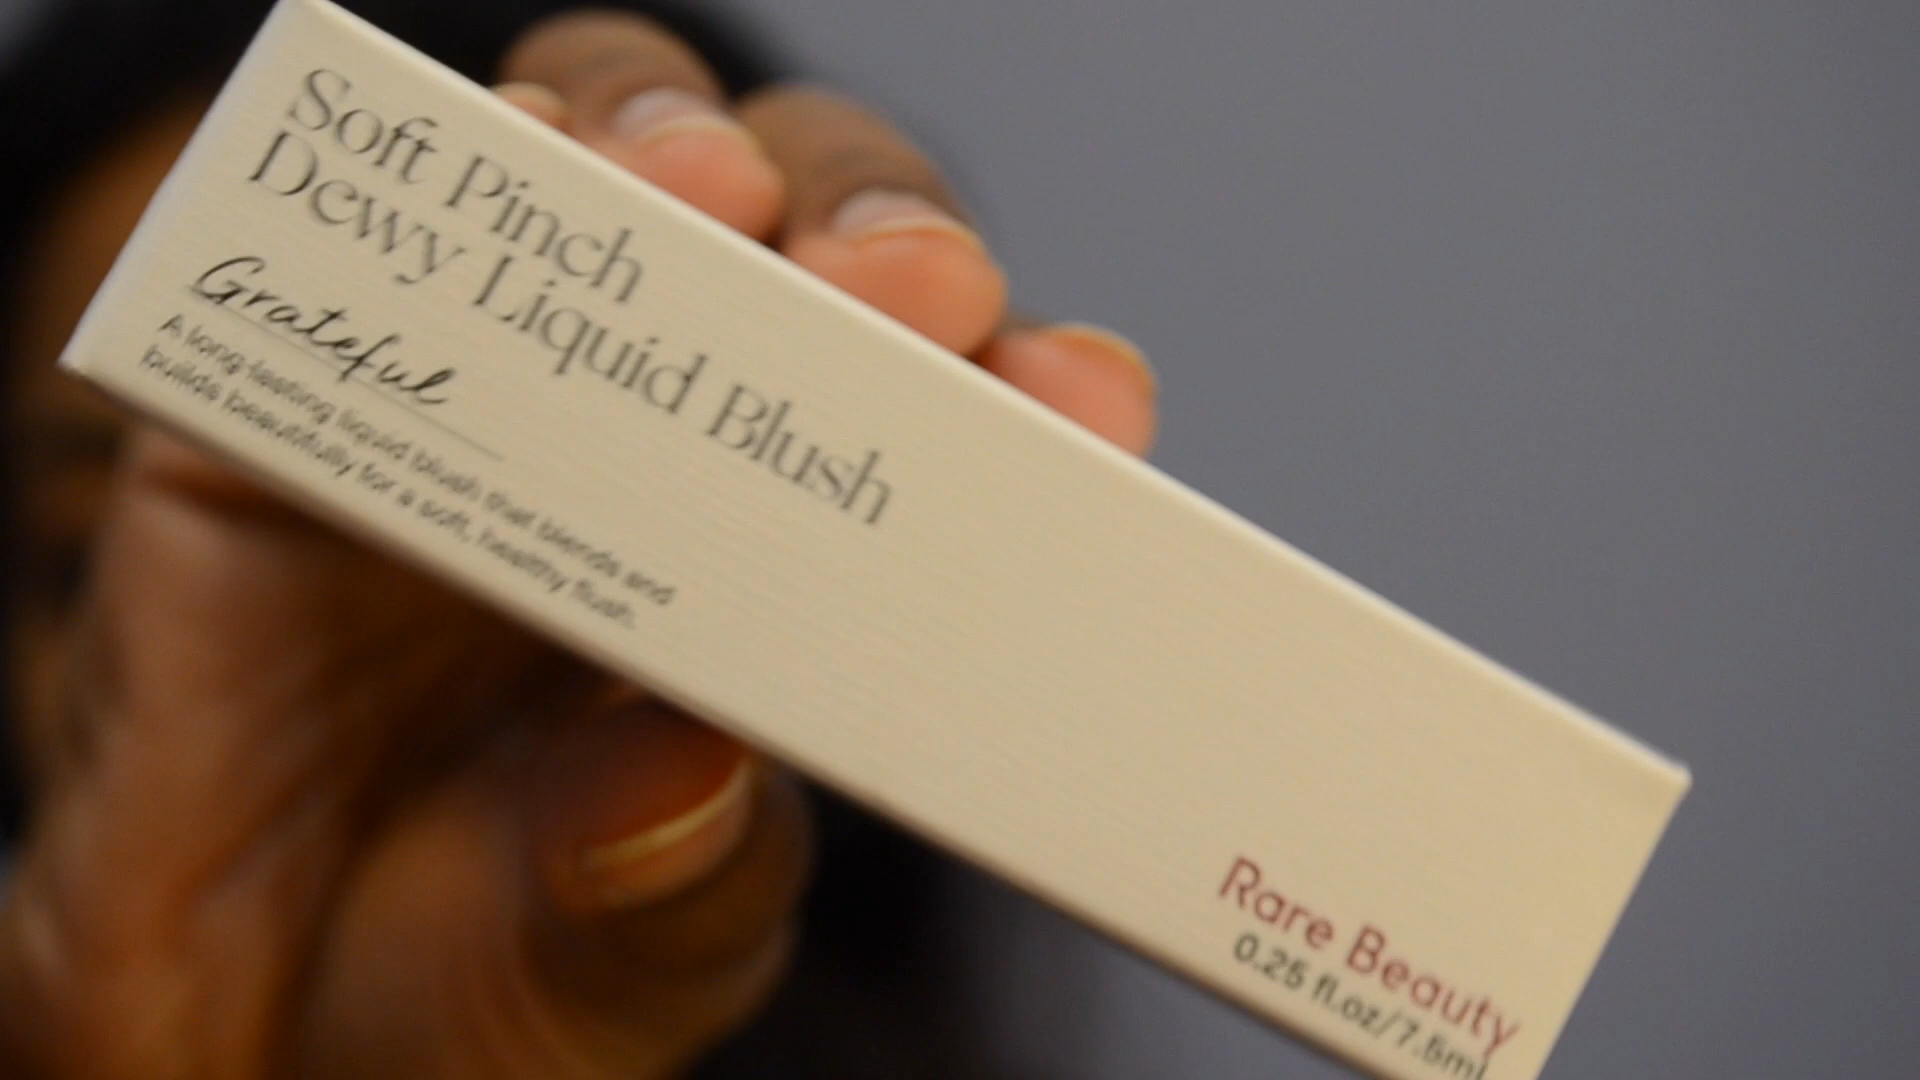 Soft Pinch
Dewy Liquid Blush
Grateful
A long-lasting liquid blush that blends and
builds beautifully for a soft, healthy flush.
Rare Beauty
0.25 fl.oz/7.5ml